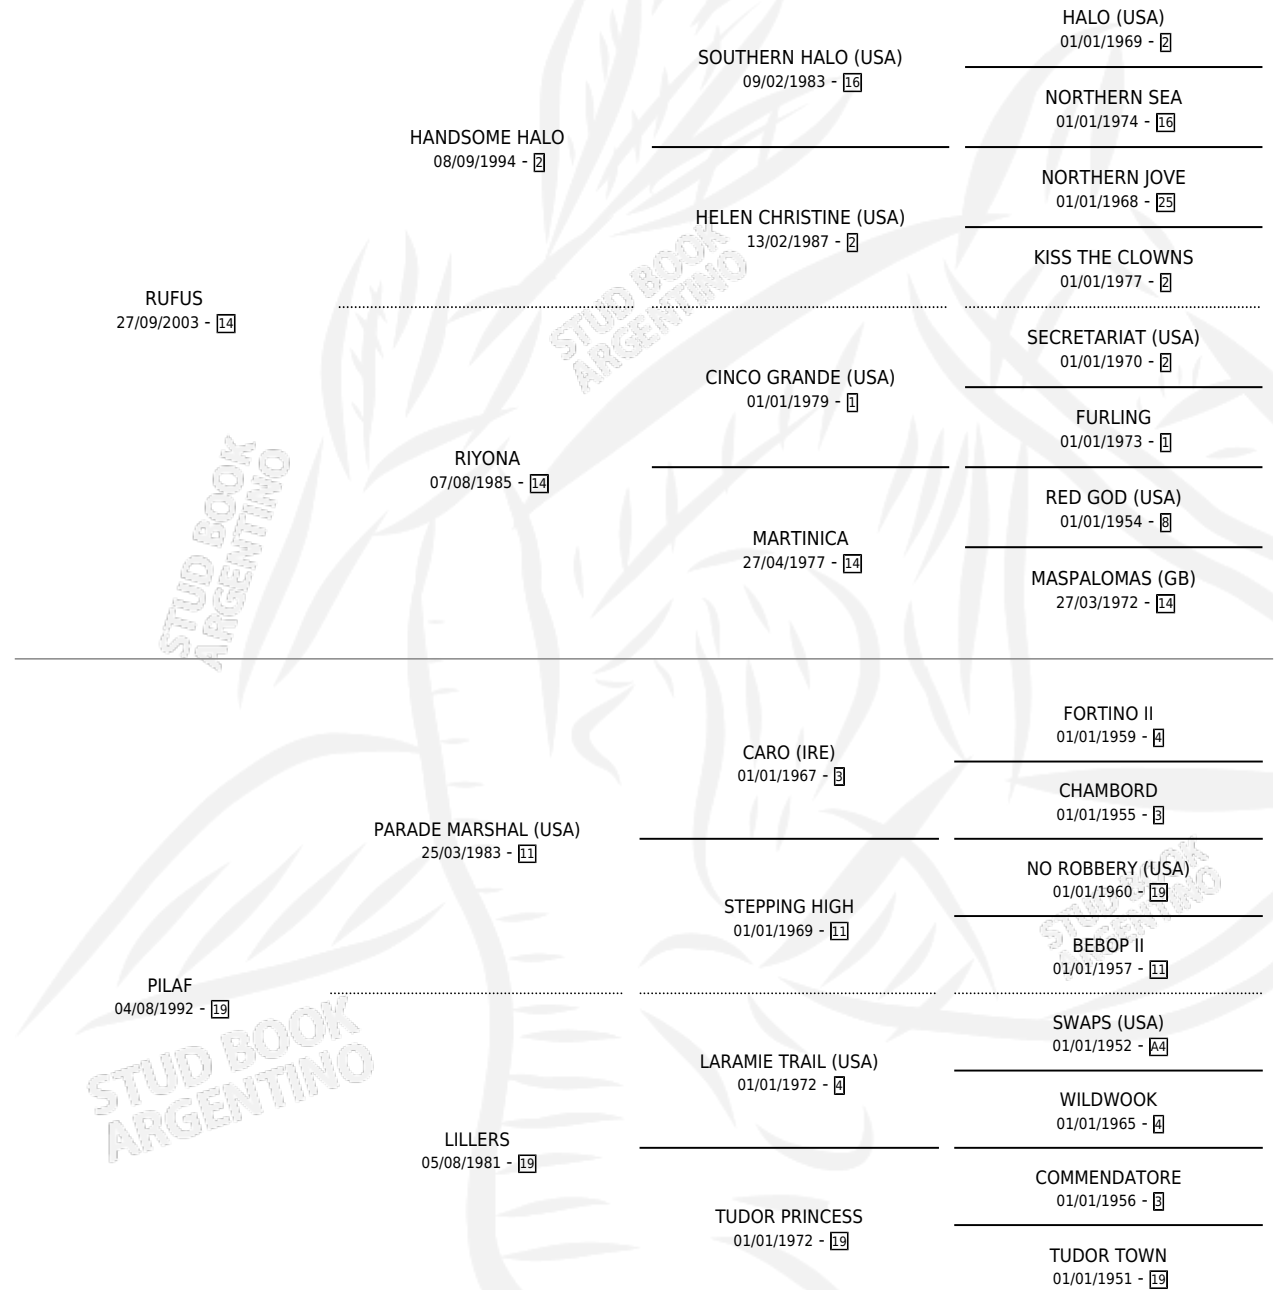 HALO (USA)
01/01/1969 - 2
SOUTHERN HALO (USA)
09/02/1983 - 16
NORTHERN SEA
01/01/1974 - 16
HANDSOME HALO
08/09/1994 - 2
NORTHERN JOVE
01/01/1968 - 25
HELEN CHRISTINE (USA)
13/02/1987 - 2
KISS THE CLOWNS
01/01/1977 - 2
RUFUS
27/09/2003 - 14
SECRETARIAT (USA)
01/01/1970 - 2
CINCO GRANDE (USA)
01/01/1979 - 1
FURLING
01/01/1973 - 1
RIYONA
07/08/1985 - 14
RED GOD (USA)
01/01/1954 - 8
MARTINICA
27/04/1977 - 14
MASPALOMAS (GB)
27/03/1972 - 14
STUD BOOK
ARGENTINO
STUD BOOK
ARGENTINO
FORTINO II
01/01/1959 - 4
CARO (IRE)
01/01/1967 - 3
CHAMBORD
01/01/1955 - 3
PARADE MARSHAL (USA)
25/03/1983 - 11
NO ROBBERY (USA)
01/01/1960 - 19
STEPPING HIGH
01/01/1969 - 11
BEBOP II
01/01/1957 - 11
STUD BOOK
ARGENTINO
PILAF
04/08/1992 - 19
SWAPS (USA)
01/01/1952 - A4
LARAMIE TRAIL (USA)
01/01/1972 - 4
WILDWOOK
01/01/1965 - 4
LILLERS
05/08/1981 - 19
COMMENDATORE
01/01/1956 - 3
TUDOR PRINCESS
01/01/1972 - 19
TUDOR TOWN
01/01/1951 - 19
STUD BOOK
ARGENTINO